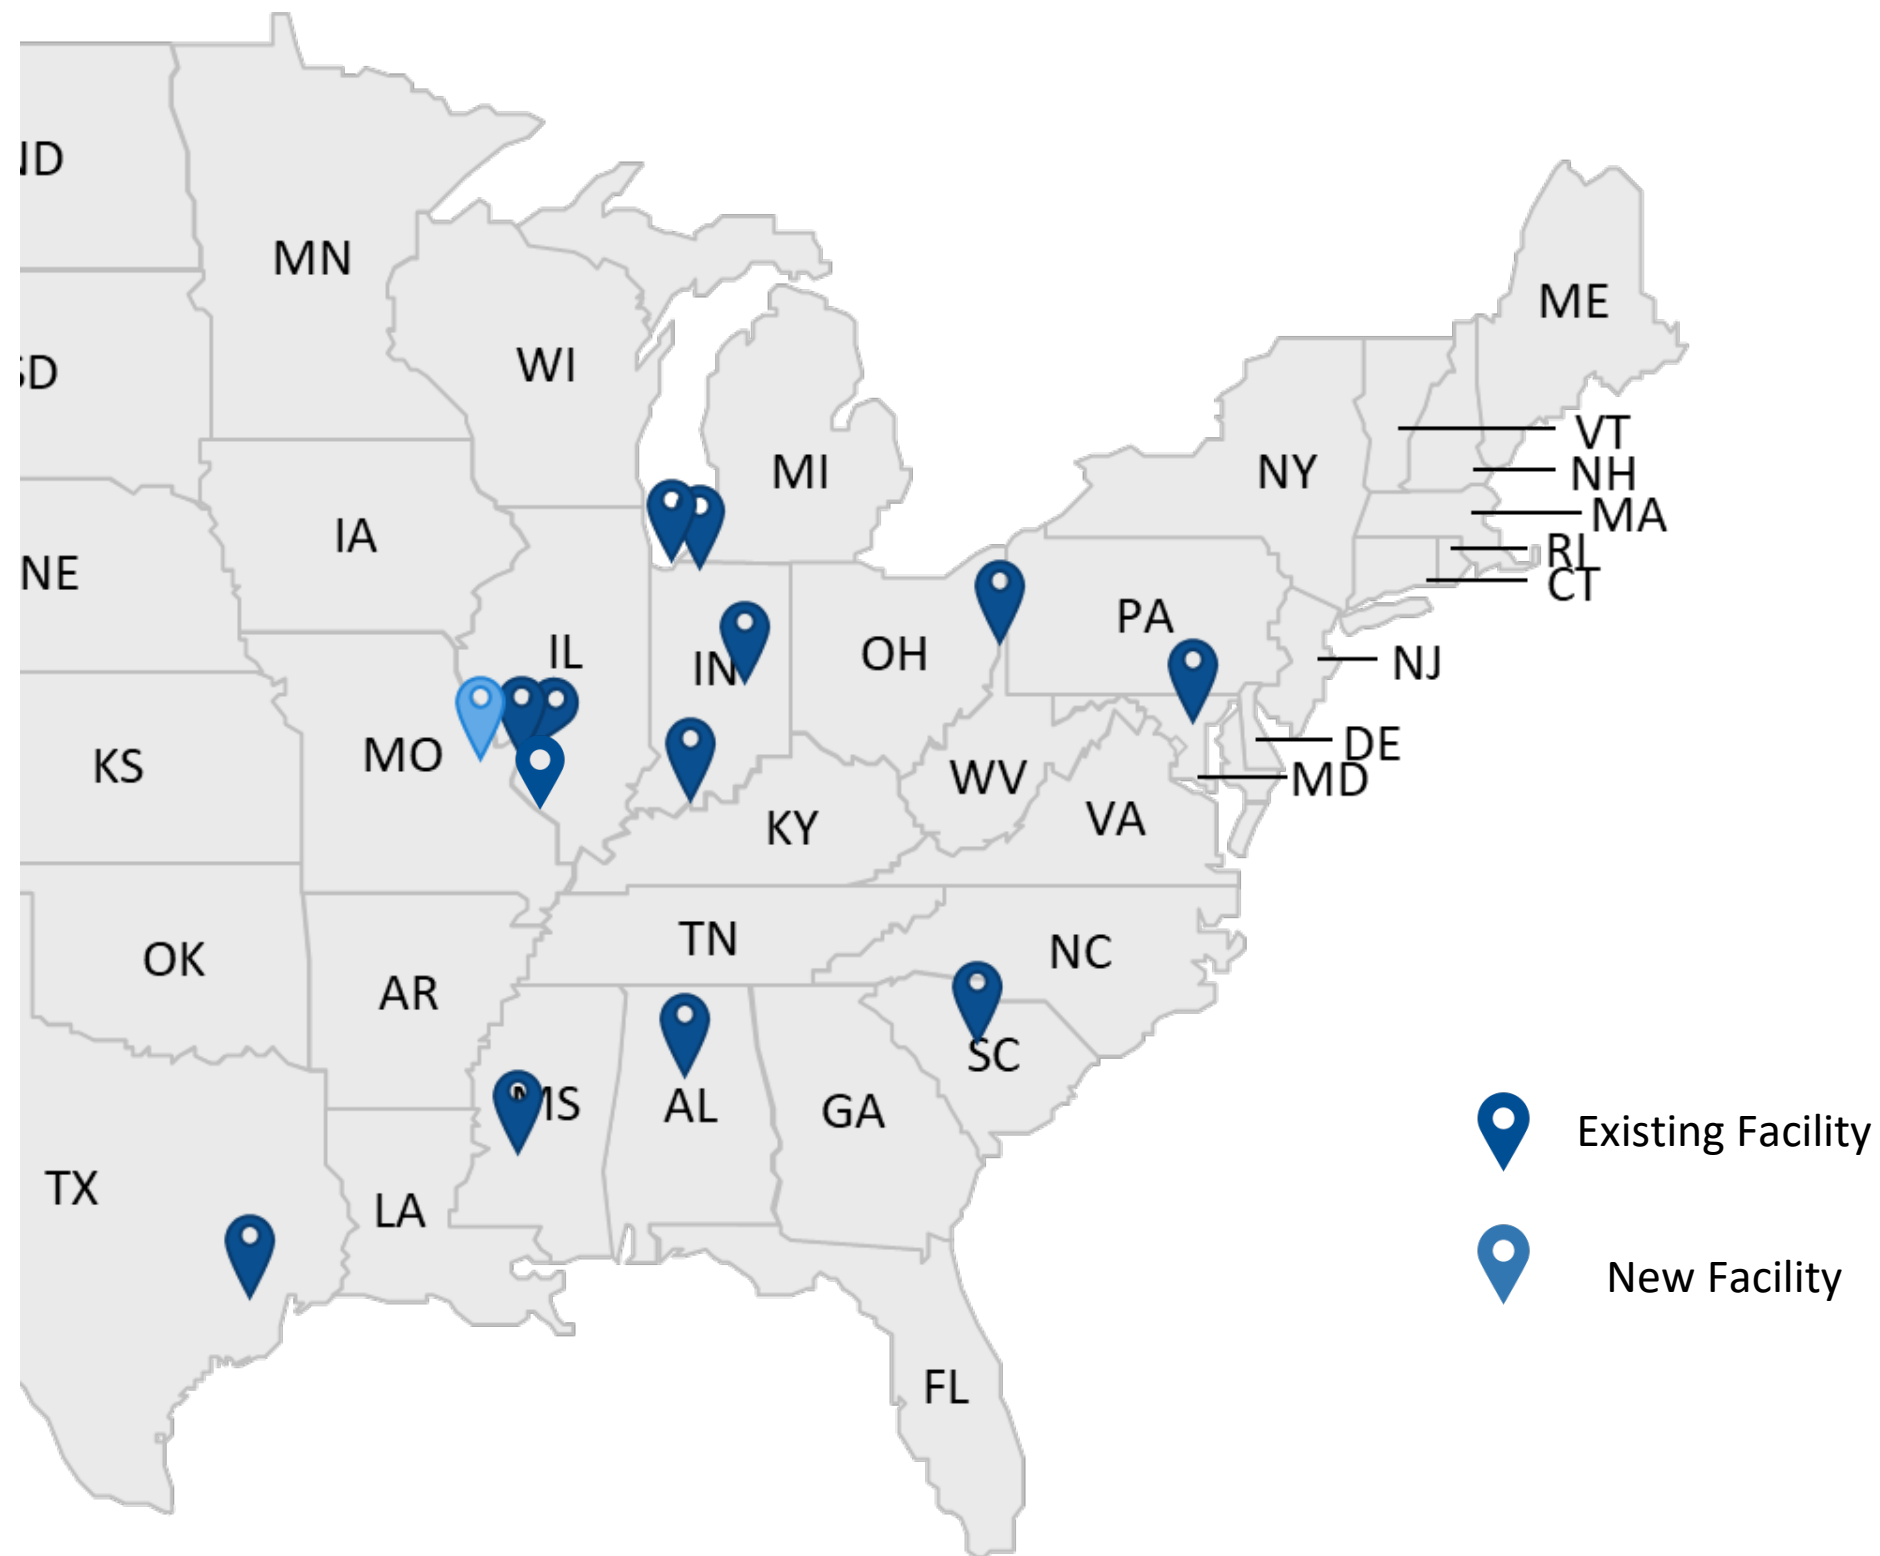 ND
MN
ME
WI
SD
VT
MI
NY
NH
MA
IA
RI
NE
CT
PA
IL
OH
IN
NJ
DE
MO
KS
WV
MD
VA
KY
TN
NC
OK
AR
SC
MS
AL
GA
Existing Facility
TX
LA
New Facility
FL